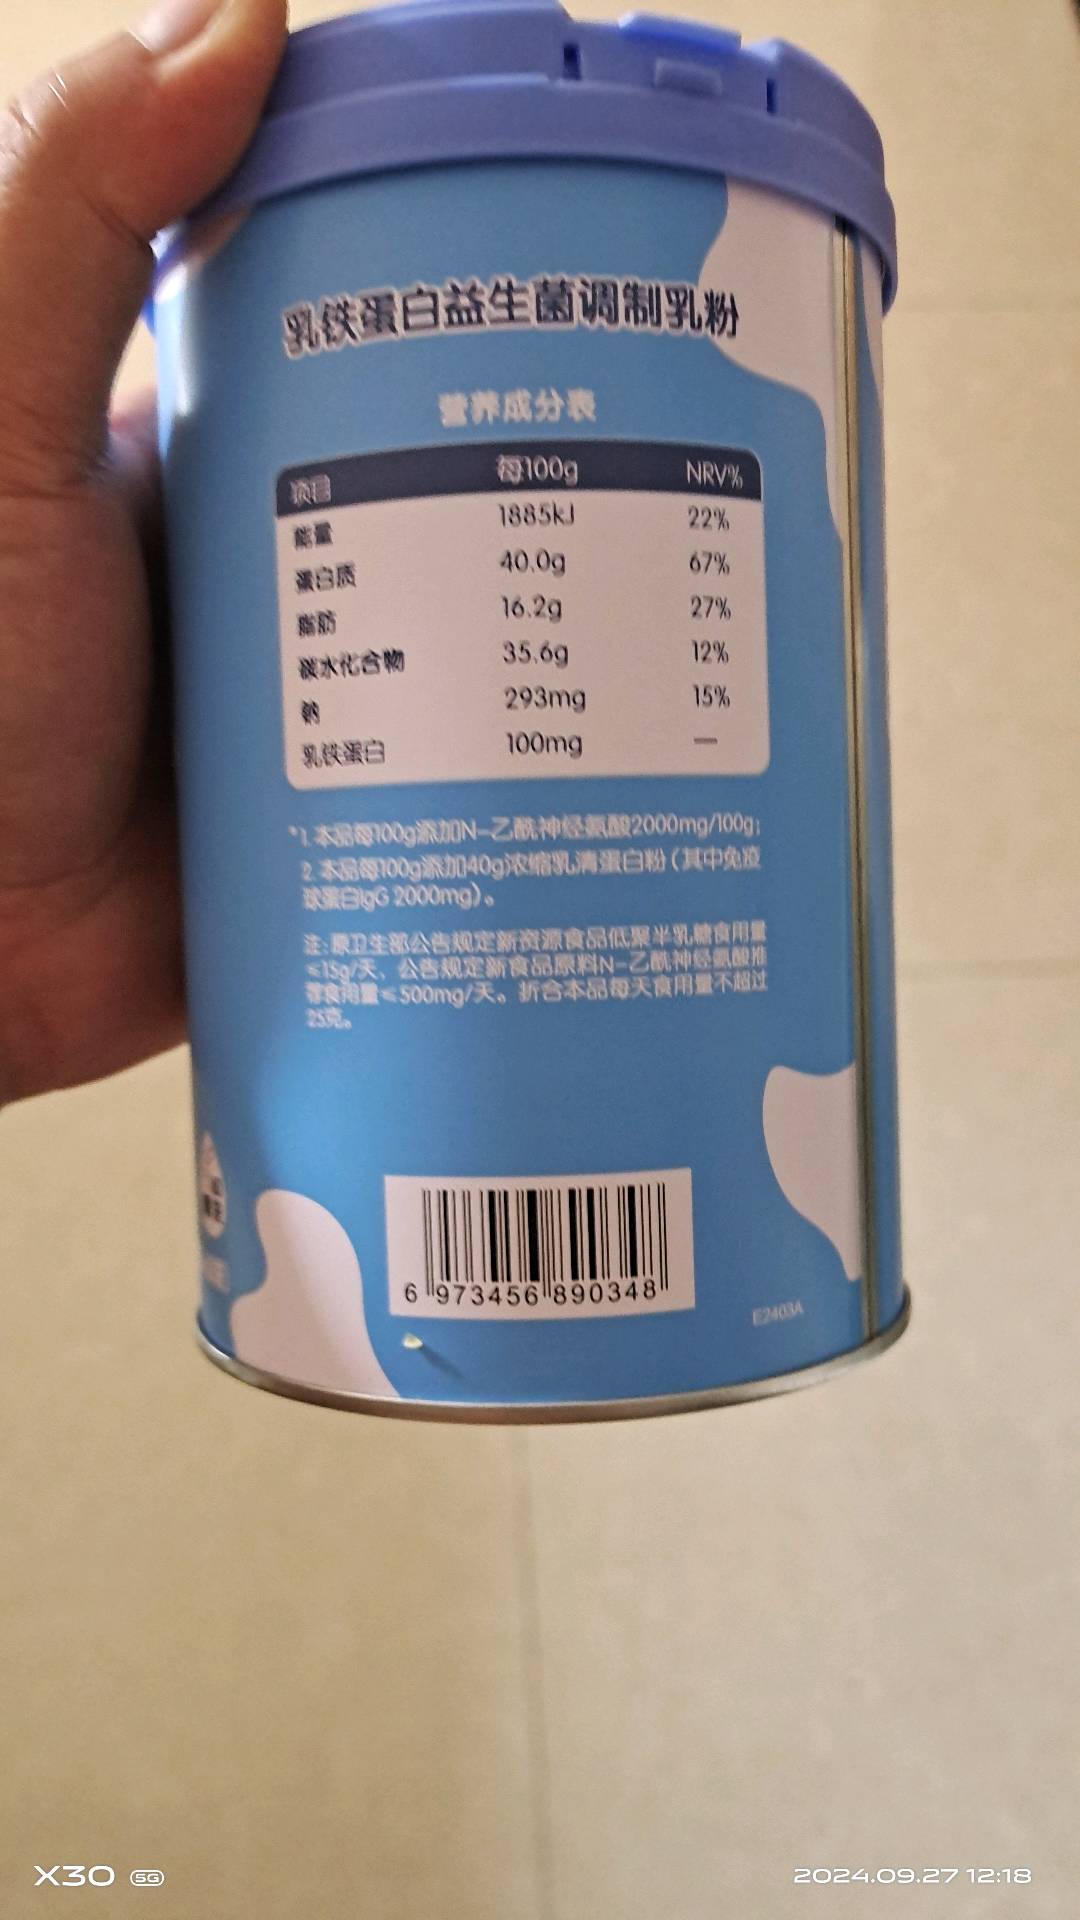 乳铁蛋白益生菌调制乳粉
营养成分表
项目 每100g NRV%
能量 1885kJ 22%
蛋白质 40.0g 67%
脂肪 16.2g 27%
碳水化合物 35.6g 12%
钠 293mg 15%
乳铁蛋白 100mg —
*1. 本品每100g添加N-乙酰神经氨酸2000mg/100g;
2. 本品每100g添加40g浓缩乳清蛋白粉(其中免疫
球蛋白IgG 2000mg)。
注:原卫生部公告规定新资源食品低聚半乳糖食用量
≤15g/天、公告规定新食品原料N-乙酰神经氨酸推
荐食用量≤500mg/天。折合本品每天食用量不超过
25克。
6 973456 890348
E2403A
X30 5G
2024.09.27 12:18